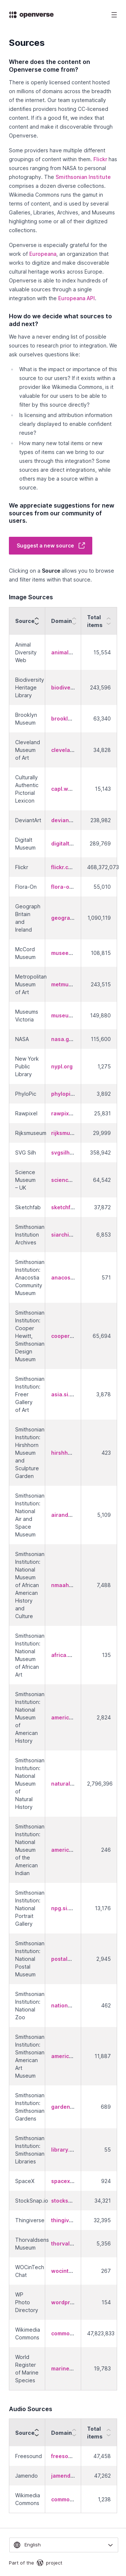 openverse
Sources
Where does the content on
Openverse come from?
There is openly licensed content hosted
on millions of domains across the breadth
of the internet. Our team systematically
identifies providers hosting CC-licensed
content. If it's a good fit, we index that
content and make it discoverable through
Openverse.
Some providers have multiple different
groupings of content within them. Flickr has
sources ranging from NASA to personal
photography. The Smithsonian Institute
comprises a dozen diverse collections.
Wikimedia Commons runs the gamut in
terms of content, and is used by several
Galleries, Libraries, Archives, and Museums
highlighting some or all of their digitized
collections.
Openverse is especially grateful for the
work of Europeana, an organization that
works to digitize and make discoverable
cultural heritage works across Europe.
Openverse is able to index hundreds of
valuable sources, through a single
integration with the Europeana API.
How do we decide what sources to
add next?
We have a never ending list of possible
sources to research prior to integration. We
ask ourselves questions like:
What is the impact or importance of this
source to our users? If it exists within a
provider like Wikimedia Commons, is it
valuable for our users to be able to
filter by this source directly?
Is licensing and attribution information
clearly displayed to enable confident
reuse?
How many new total items or new
types of items can we bring to our
users through this integration? Some
sources are direct integrations, while
others may be a source within a
source.
We appreciate suggestions for new
sources from our community of
users.
Suggest a new source
Clicking on a Source allows you to browse
and filter items within that source.
Image Sources
Source Domain Total items
Animal Diversity Web animal... 15,554
Biodiversity Heritage Library biodive... 243,596
Brooklyn Museum brookl... 63,340
Cleveland Museum of Art clevela... 34,828
Culturally Authentic Pictorial Lexicon capl.w... 15,143
DeviantArt devian... 238,982
Digitalt Museum digitalt... 289,769
Flickr flickr.c... 468,372,073
Flora-On flora-o... 55,010
Geograph Britain and Ireland geogra... 1,090,119
McCord Museum musee... 108,815
Metropolitan Museum of Art metmu... 243,515
Museums Victoria museu... 149,880
NASA nasa.g... 115,600
New York Public Library nypl.org 1,275
PhyloPic phylopi... 3,892
Rawpixel rawpix... 25,831
Rijksmuseum rijksmu... 29,999
SVG Silh svgsilh... 358,942
Science Museum – UK scienc... 64,542
Sketchfab sketchf... 37,872
Smithsonian Institution Archives siarchi... 6,853
Smithsonian Institution: Anacostia Community Museum anacos... 571
Smithsonian Institution: Cooper Hewitt, Smithsonian Design Museum cooper... 65,694
Smithsonian Institution: Freer Gallery of Art asia.si.... 3,878
Smithsonian Institution: Hirshhorn Museum and Sculpture Garden hirshh... 423
Smithsonian Institution: National Air and Space Museum airand... 5,109
Smithsonian Institution: National Museum of African American History and Culture nmaah... 7,488
Smithsonian Institution: National Museum of African Art africa.... 135
Smithsonian Institution: National Museum of American History americ... 2,824
Smithsonian Institution: National Museum of Natural History natural... 2,796,396
Smithsonian Institution: National Museum of the American Indian americ... 246
Smithsonian Institution: National Portrait Gallery npg.si.... 13,176
Smithsonian Institution: National Postal Museum postal... 2,945
Smithsonian Institution: National Zoo nation... 462
Smithsonian Institution: Smithsonian American Art Museum americ... 11,887
Smithsonian Institution: Smithsonian Gardens garden... 689
Smithsonian Institution: Smithsonian Libraries library.... 55
SpaceX spacex... 924
StockSnap.io stocks... 34,321
Thingiverse thingiv... 32,395
Thorvaldsens Museum thorval... 5,356
WOCinTech Chat wocint... 267
WP Photo Directory wordpr... 154
Wikimedia Commons commo... 47,823,833
World Register of Marine Species marine... 19,783
Audio Sources
Source Domain Total items
Freesound freeso... 47,458
Jamendo jamend... 47,262
Wikimedia Commons commo... 1,238
English
Part of the project